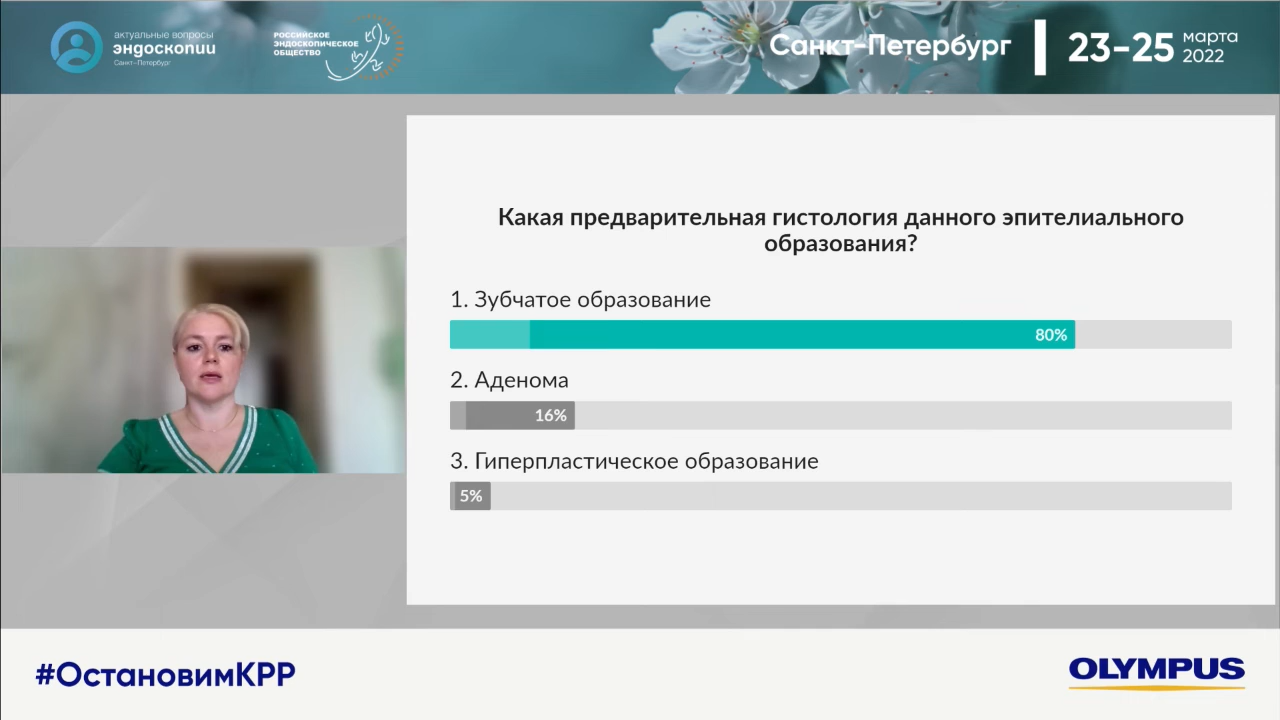 актуальные вопросы
эндоскопии
Санкт-Петербург
РОССИЙСКОЕ
ЭНДОСКОПИЧЕСКОЕ
ОБЩЕСТВО
Санкт-Петербург
23-25 марта
2022
Какая предварительная гистология данного эпителиального
образования?
1. Зубчатое образование
80%
2. Аденома
16%
3. Гиперпластическое образование
5%
#ОстановимКРР
OLYMPUS